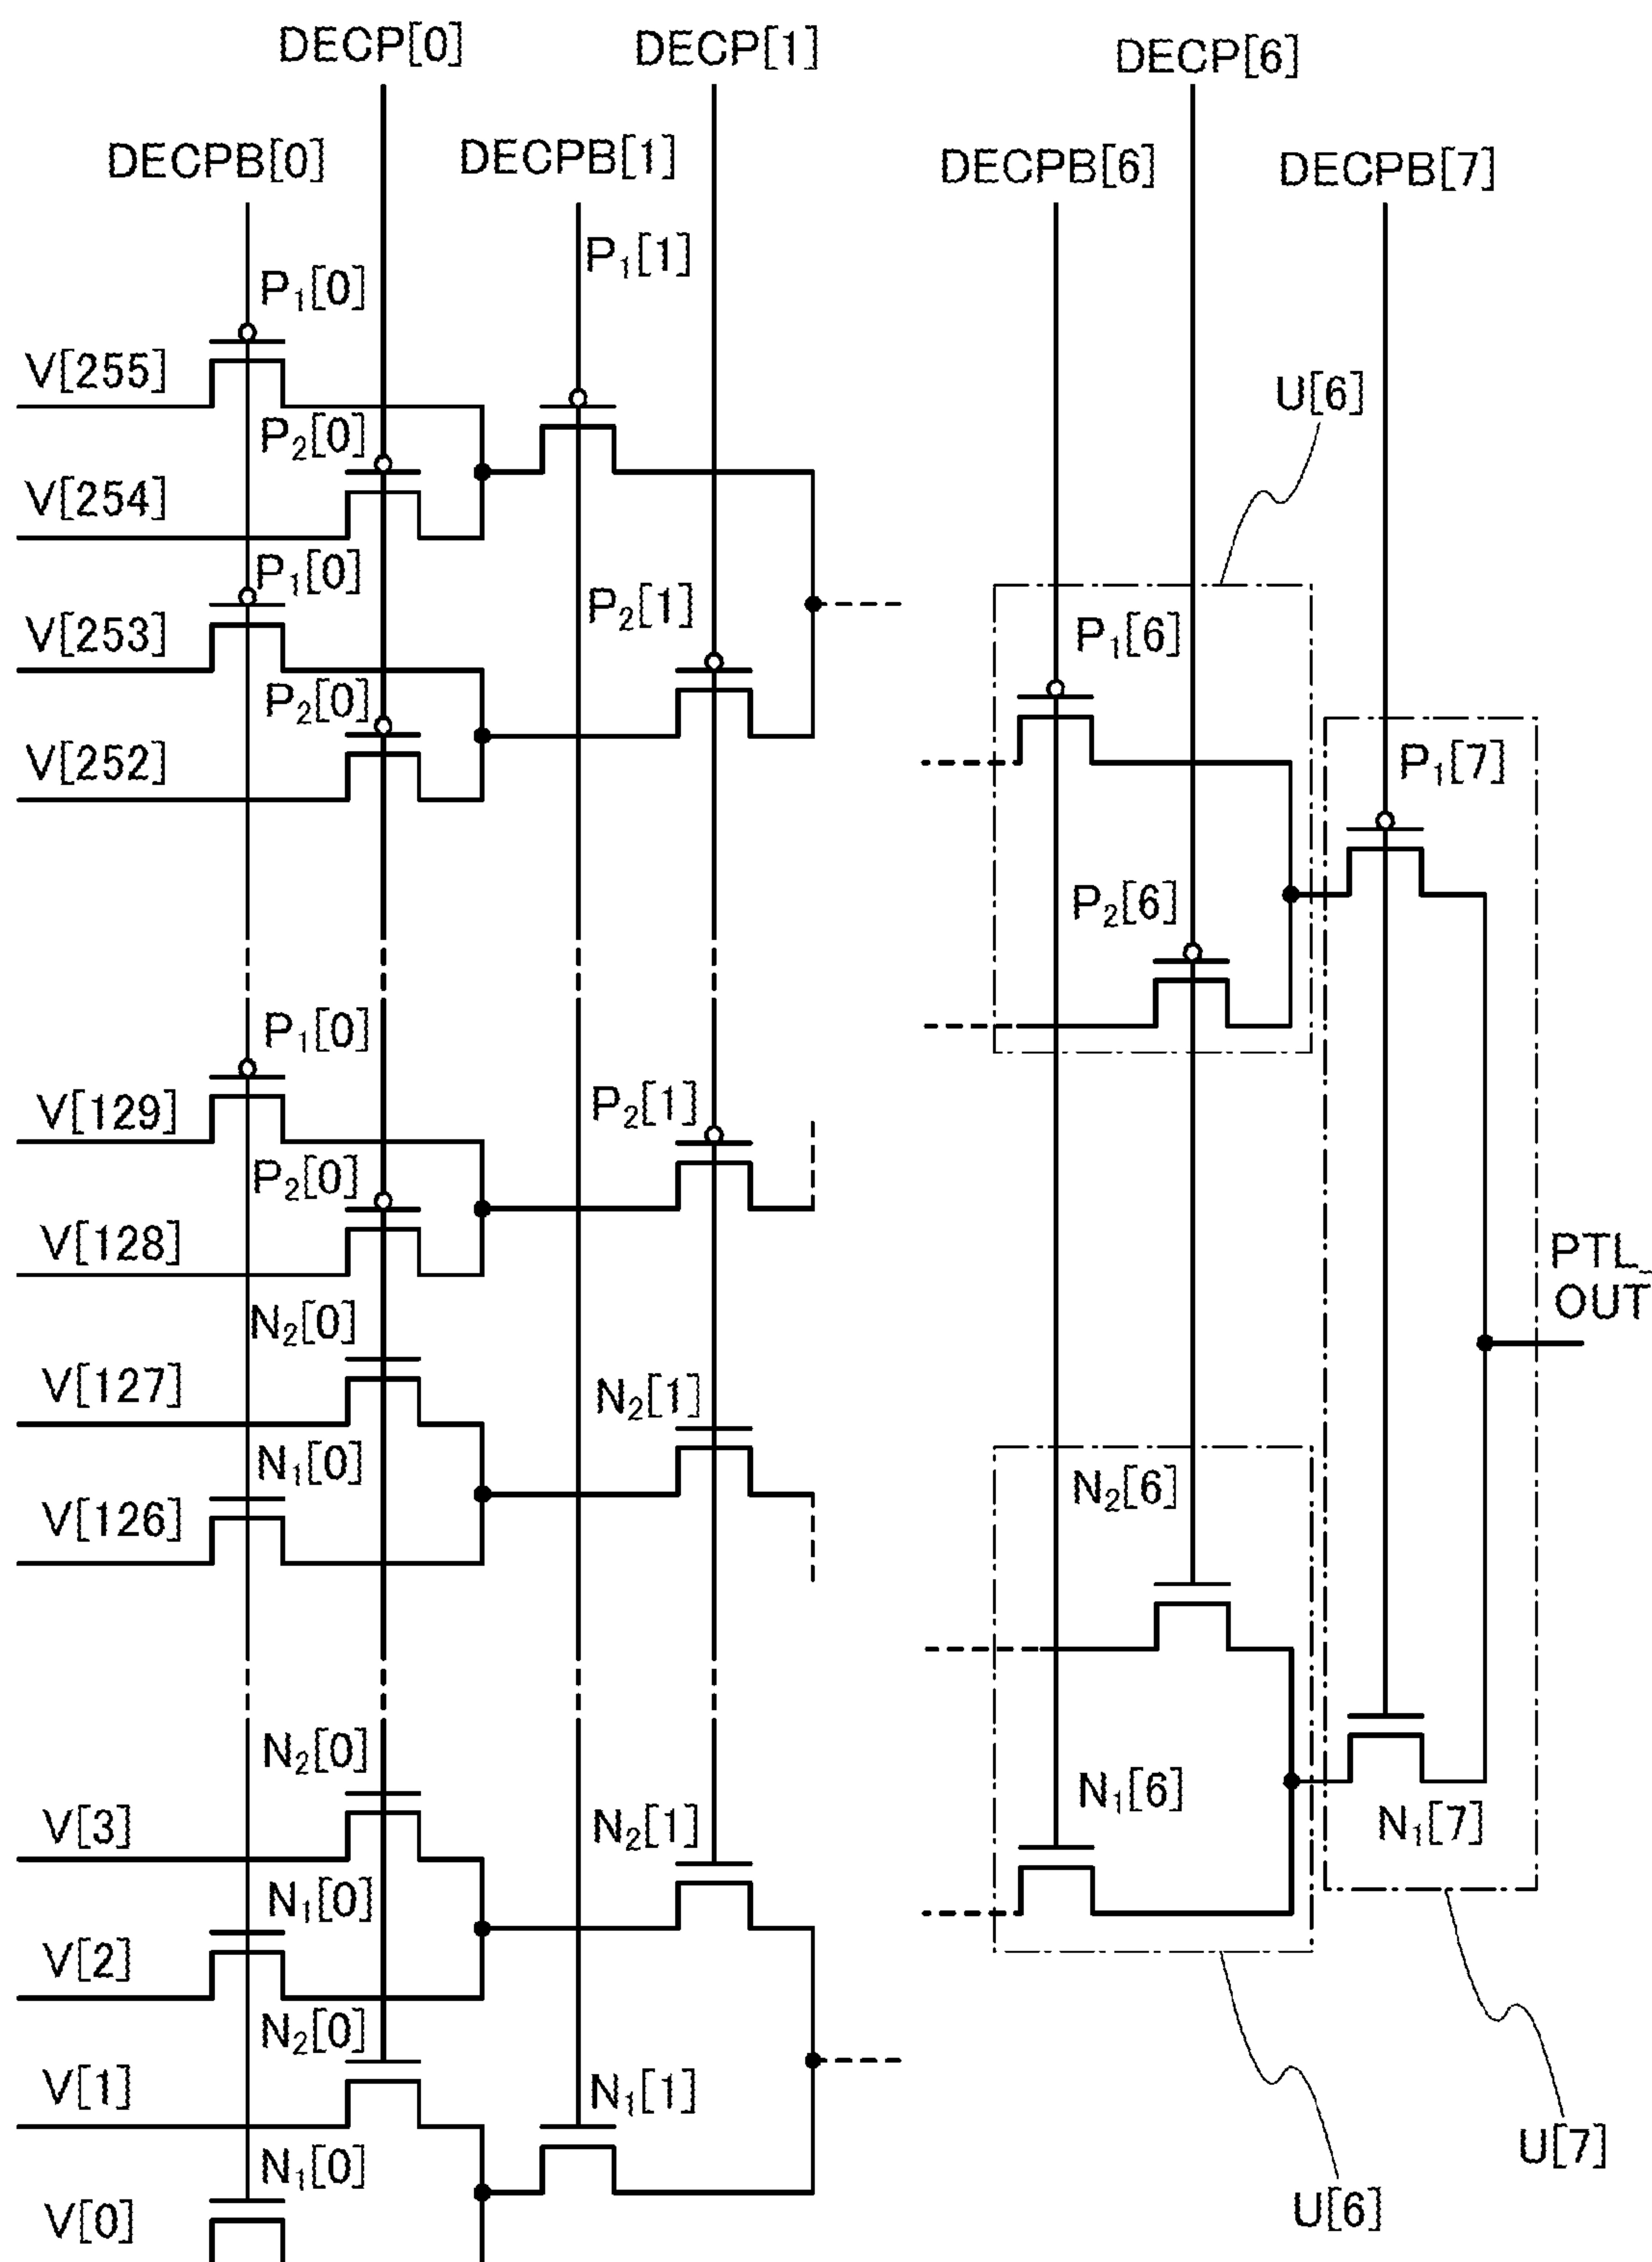 DECP[0]
DECP[1]
DECP[6]
DECPB[0]
DECPB[1]
DECPB[6]
DECPB[7]
P₁[0]
P₁[1]
V[255]
P₂[0]
U[6]
V[254]
P₁[0]
V[253]
P₂[1]
P₁[6]
P₂[0]
V[252]
P₁[7]
P₂[6]
P₁[0]
V[129]
P₂[1]
P₂[0]
V[128]
PTL_
OUT
N₂[0]
V[127]
N₂[1]
N₁[0]
N₂[6]
V[126]
N₂[0]
V[3]
N₂[1]
N₁[6]
N₁[7]
N₁[0]
V[2]
N₂[0]
V[1]
N₁[1]
N₁[0]
U[7]
V[0]
U[6]